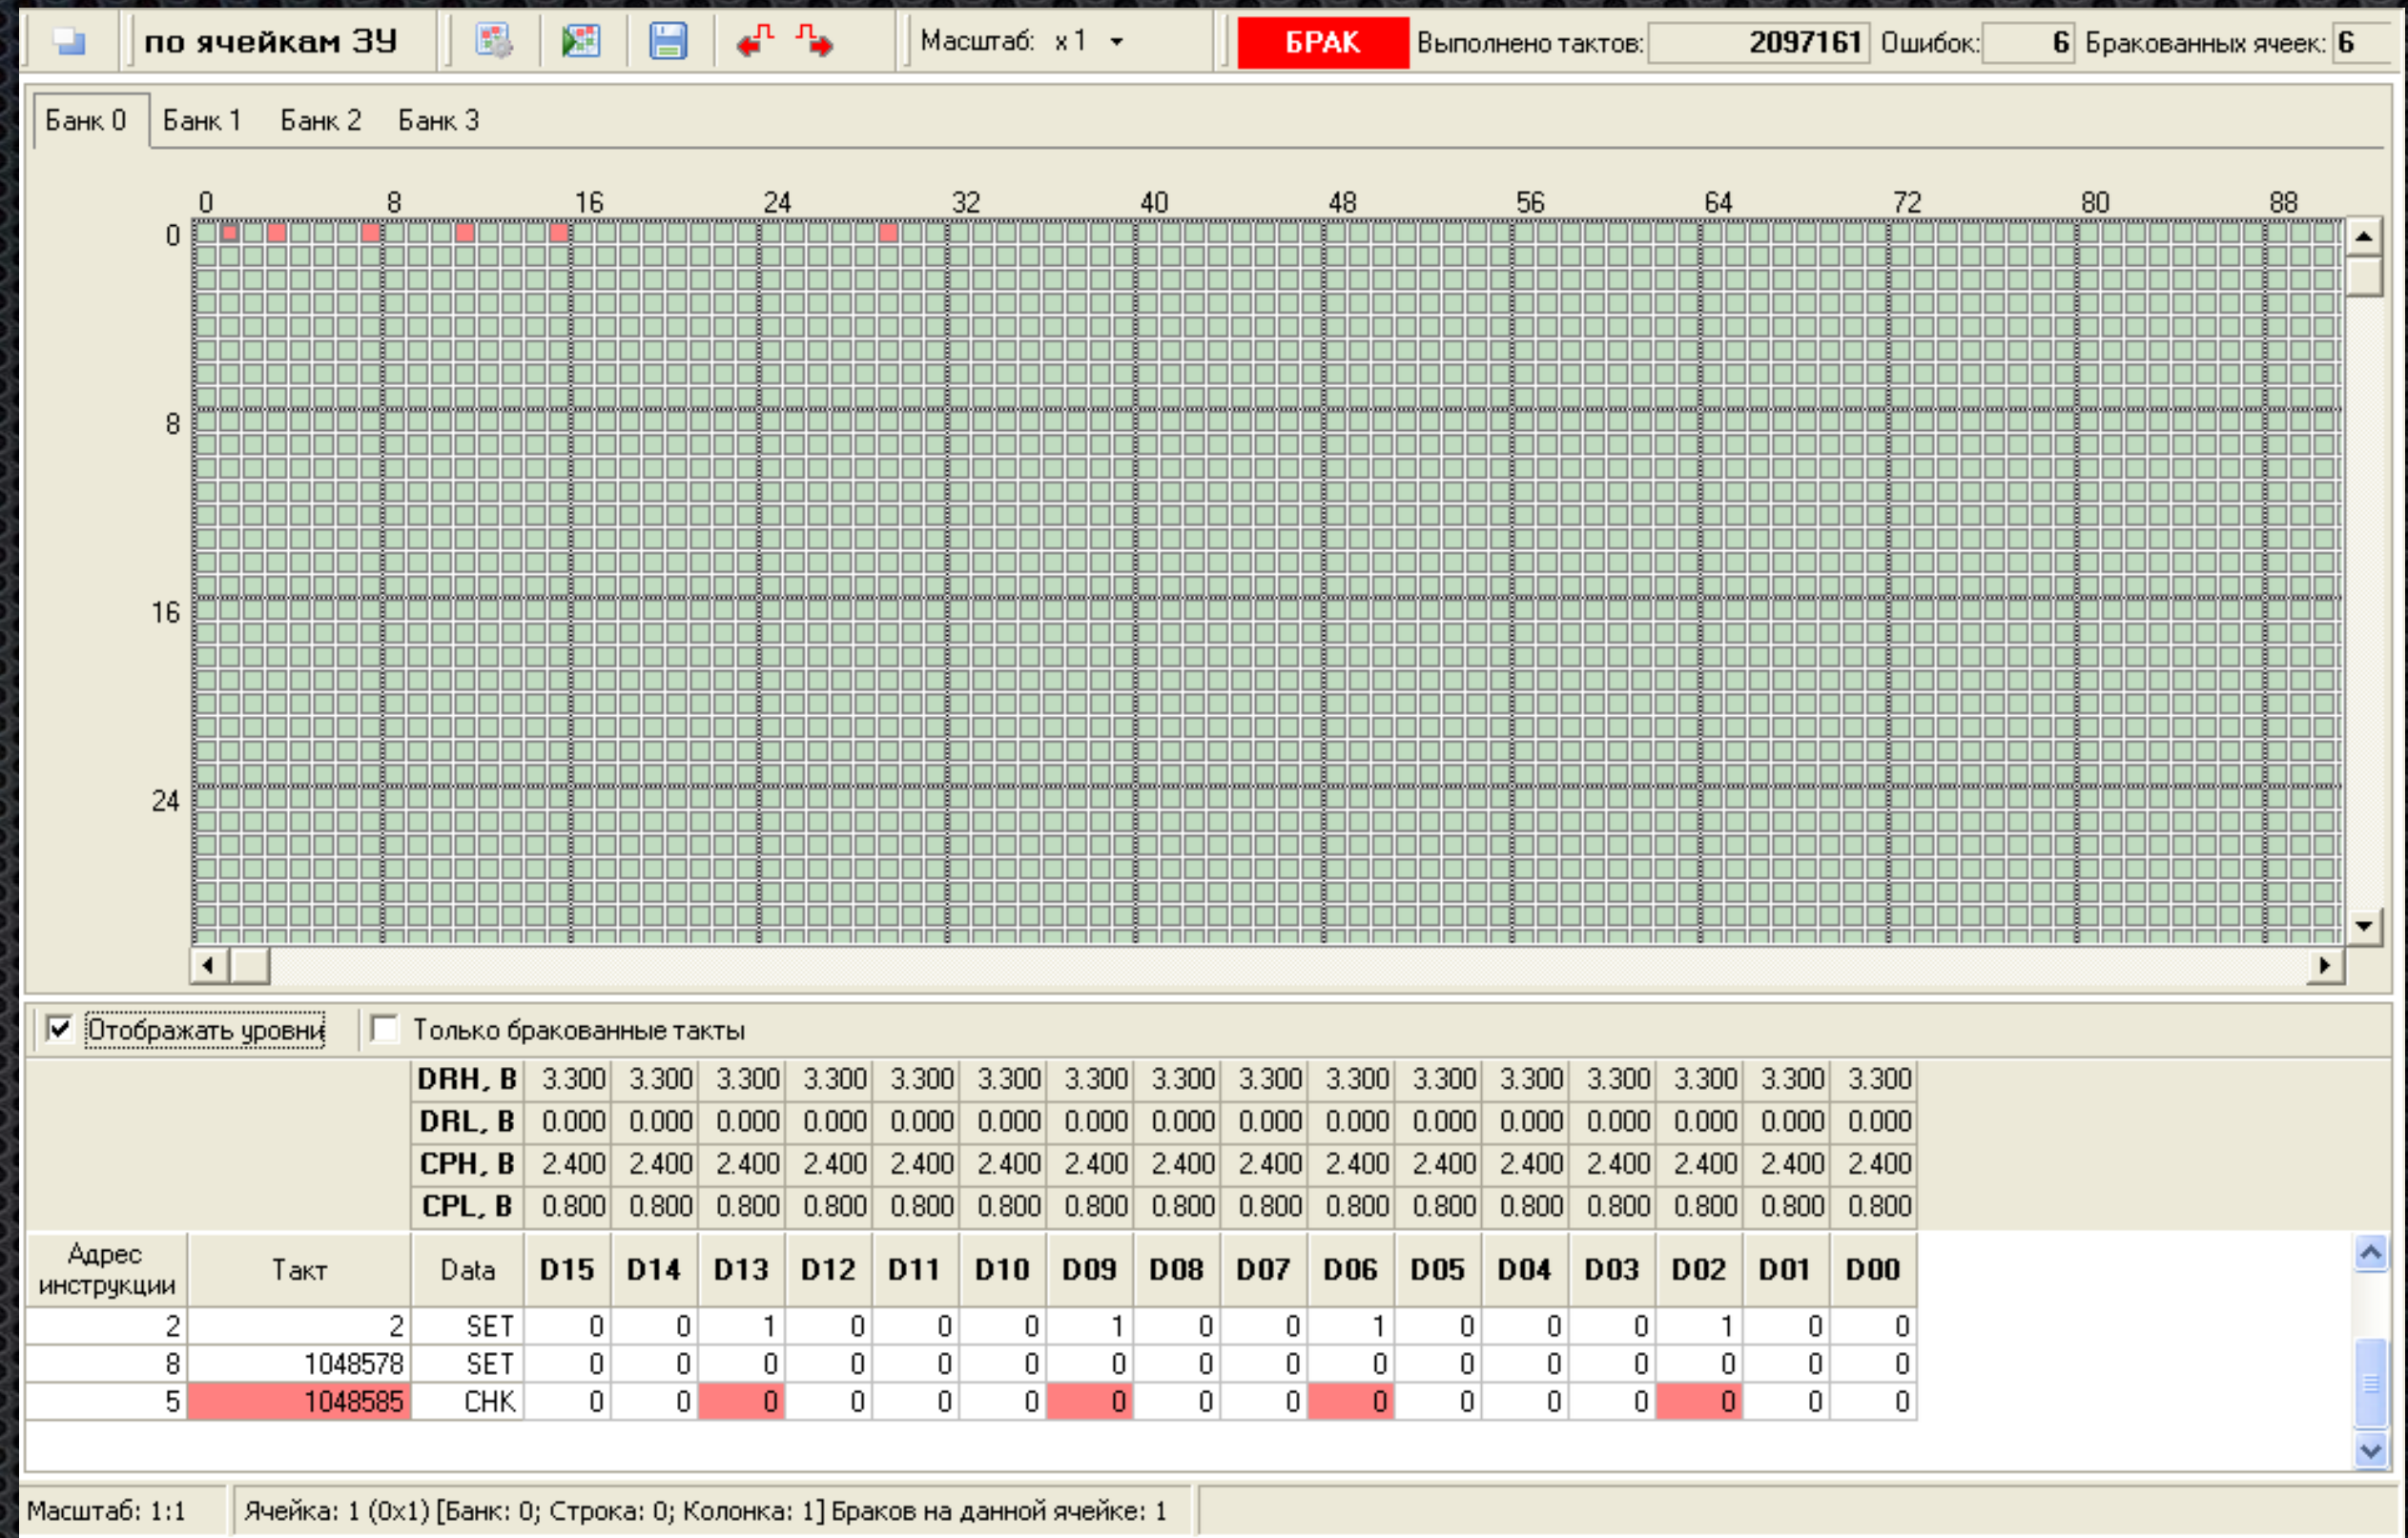 по ячейкам ЗУ Масштаб: x 1 БРАК Выполнено тактов: 2097161 Ошибок: 6 Бракованных ячеек: 6
Банк 0 Банк 1 Банк 2 Банк 3
0 8 16 24 32 40 48 56 64 72 80 88
0
8
16
24
Отображать уровни Только бракованные такты
DRH, В 3.300 3.300 3.300 3.300 3.300 3.300 3.300 3.300 3.300 3.300 3.300 3.300 3.300 3.300 3.300 3.300
DRL, В 0.000 0.000 0.000 0.000 0.000 0.000 0.000 0.000 0.000 0.000 0.000 0.000 0.000 0.000 0.000 0.000
CPH, В 2.400 2.400 2.400 2.400 2.400 2.400 2.400 2.400 2.400 2.400 2.400 2.400 2.400 2.400 2.400 2.400
CPL, В 0.800 0.800 0.800 0.800 0.800 0.800 0.800 0.800 0.800 0.800 0.800 0.800 0.800 0.800 0.800 0.800
Адрес
инструкции Такт Data D15 D14 D13 D12 D11 D10 D09 D08 D07 D06 D05 D04 D03 D02 D01 D00
2 2 SET 0 0 1 0 0 0 1 0 0 1 0 0 0 1 0 0
8 1048578 SET 0 0 0 0 0 0 0 0 0 0 0 0 0 0 0 0
5 1048585 CHK 0 0 0 0 0 0 0 0 0 0 0 0 0 0 0 0
Масштаб: 1:1 Ячейка: 1 (0x1) [Банк: 0; Строка: 0; Колонка: 1] Браков на данной ячейке: 1